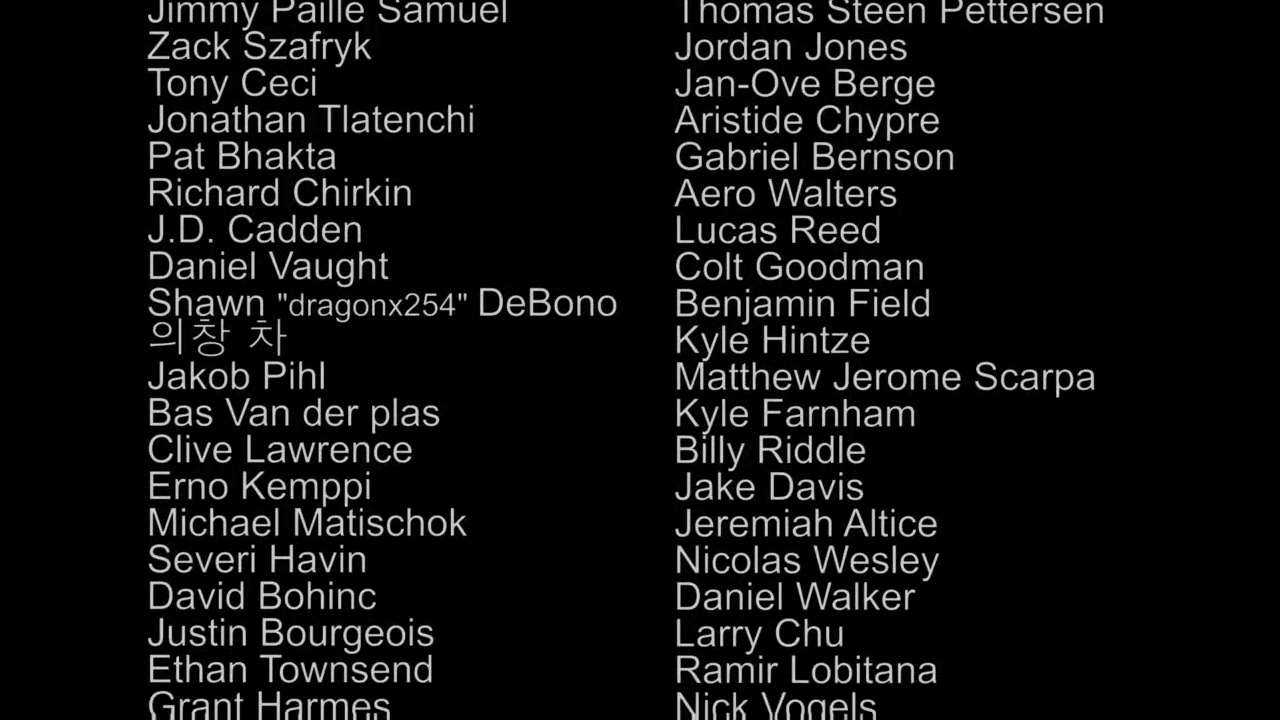 Jimmy Paille Samuel
Zack Szafryk
Tony Ceci
Jonathan Tlatenchi
Pat Bhakta
Richard Chirkin
J.D. Cadden
Daniel Vaught
Shawn "dragonx254" DeBono
의창 차
Jakob Pihl
Bas Van der plas
Clive Lawrence
Erno Kemppi
Michael Matischok
Severi Havin
David Bohinc
Justin Bourgeois
Ethan Townsend
Grant Harmes
Thomas Steen Pettersen
Jordan Jones
Jan-Ove Berge
Aristide Chypre
Gabriel Bernson
Aero Walters
Lucas Reed
Colt Goodman
Benjamin Field
Kyle Hintze
Matthew Jerome Scarpa
Kyle Farnham
Billy Riddle
Jake Davis
Jeremiah Altice
Nicolas Wesley
Daniel Walker
Larry Chu
Ramir Lobitana
Nick Vogels